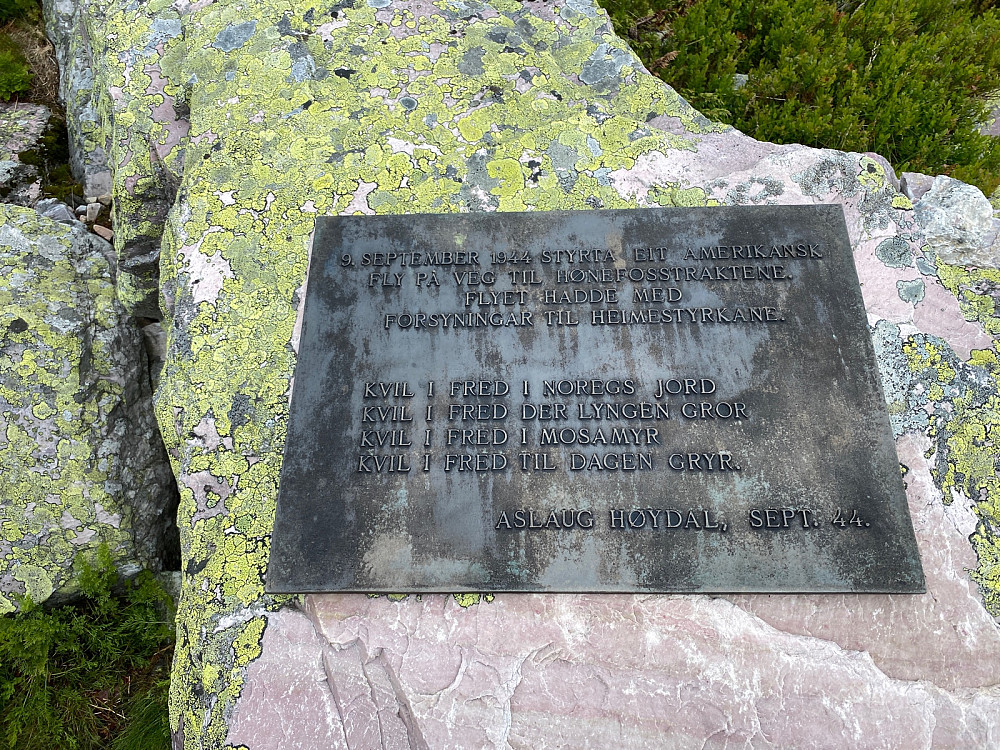 9. SEPTEMBER 1944 STYRTA EIT AMERIKANSK
FLY PÅ VEG TIL HØNEFOSSTRAKTENE.
FLYET HADDE MED
FORSYNINGAR TIL HEIMESTYRKANE.
KVIL I FRED I NOREGS JORD
KVIL I FRED DER LYNGEN GROR
KVIL I FRED I MOSAMYR
KVIL I FRED TIL DAGEN GRYR.
ASLAUG HØYDAL, SEPT. 44.